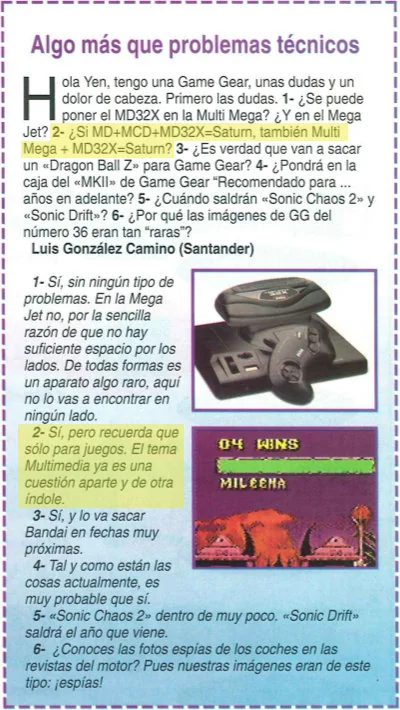 Algo más que problemas técnicos
Hola Yen, tengo una Game Gear, unas dudas y un
dolor de cabeza. Primero las dudas. 1- ¿Se puede
poner el MD32X en la Multi Mega? ¿Y en el Mega
Jet? 2- ¿Si MD+MCD+MD32X=Saturn, también Multi
Mega + MD32X=Saturn? 3- ¿Es verdad que van a sacar
un «Dragon Ball Z» para Game Gear? 4- ¿Pondrá en la
caja del «MKII» de Game Gear “Recomendado para ...
años en adelante? 5- ¿Cuándo saldrán «Sonic Chaos 2» y
«Sonic Drift»? 6- ¿Por qué las imágenes de GG del
número 36 eran tan “raras”?
Luis González Camino (Santander)
1- Sí, sin ningún tipo de
problemas. En la Mega
Jet no, por la sencilla
razón de que no hay
suficiente espacio por los
lados. De todas formas es
un aparato algo raro, aquí
no lo vas a encontrar en
ningún lado.
2- Sí, pero recuerda que
sólo para juegos. El tema
Multimedia ya es una
cuestión aparte y de otra
índole.
04 WINS
MILEENA
3- Sí, y lo va sacar
Bandai en fechas muy
próximas.
4- Tal y como están las
cosas actualmente, es
muy probable que sí.
5- «Sonic Chaos 2» dentro de muy poco. «Sonic Drift»
saldrá el año que viene.
6- ¿Conoces las fotos espías de los coches en las
revistas del motor? Pues nuestras imágenes eran de este
tipo: ¡espías!